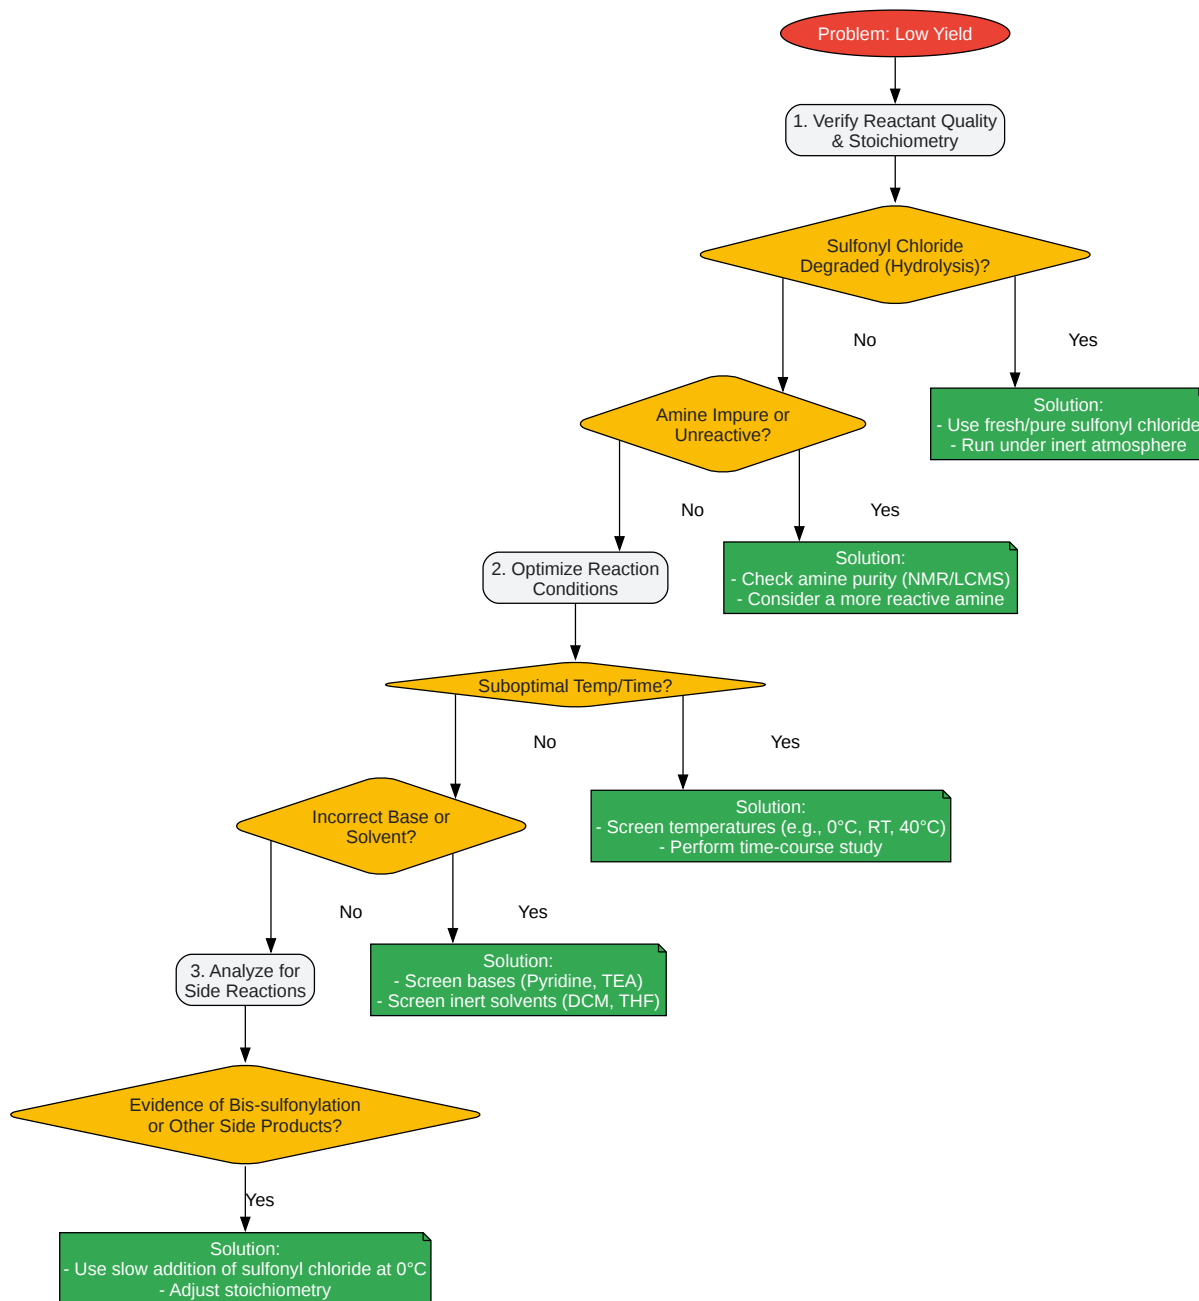 Problem: Low Yield
1. Verify Reactant Quality
& Stoichiometry
Sulfonyl Chloride
Degraded (Hydrolysis)?
No
Yes
Solution:
- Use fresh/pure sulfonyl chloride
- Run under inert atmosphere
Amine Impure or
Unreactive?
No
Yes
Solution:
- Check amine purity (NMR/LCMS)
- Consider a more reactive amine
2. Optimize Reaction
Conditions
Suboptimal Temp/Time?
No
Yes
Solution:
- Screen temperatures (e.g., 0°C, RT, 40°C)
- Perform time-course study
Incorrect Base or
Solvent?
No
Yes
Solution:
- Screen bases (Pyridine, TEA)
- Screen inert solvents (DCM, THF)
3. Analyze for
Side Reactions
Evidence of Bis-sulfonylation
or Other Side Products?
Yes
Solution:
- Use slow addition of sulfonyl chloride at 0°C
- Adjust stoichiometry